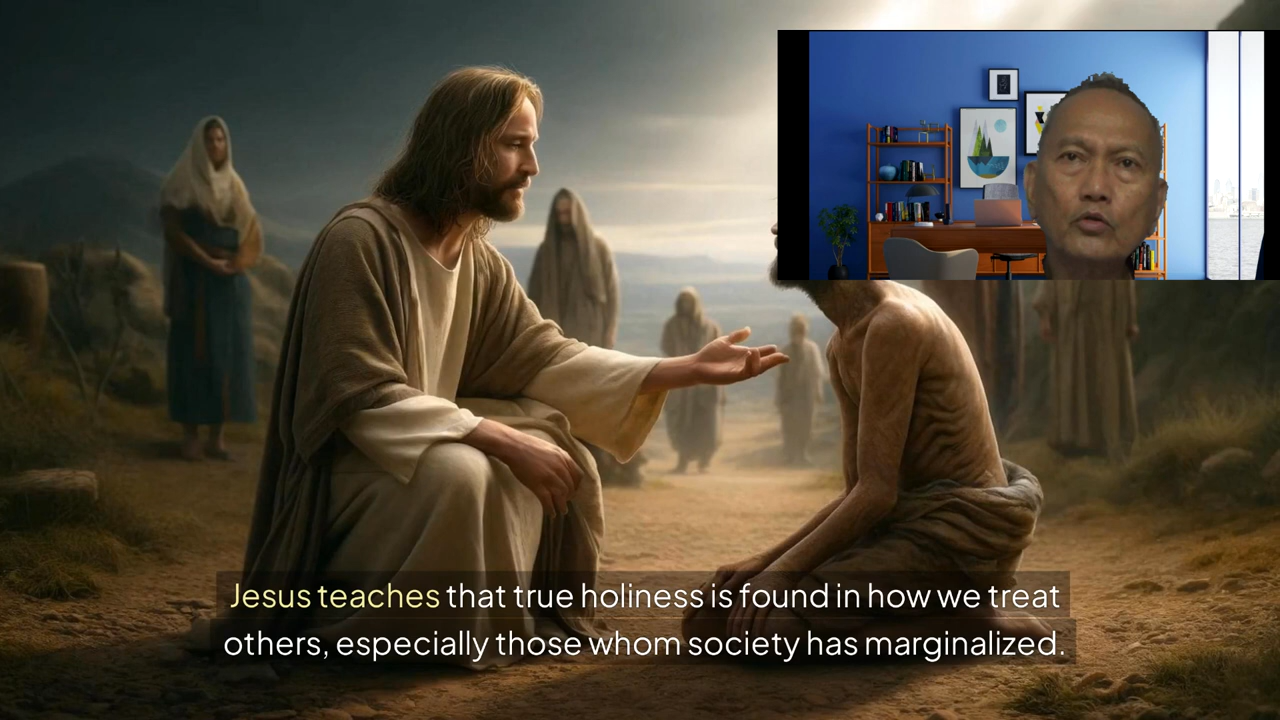 Jesus teaches that true holiness is found in how we treat
others, especially those whom society has marginalized.